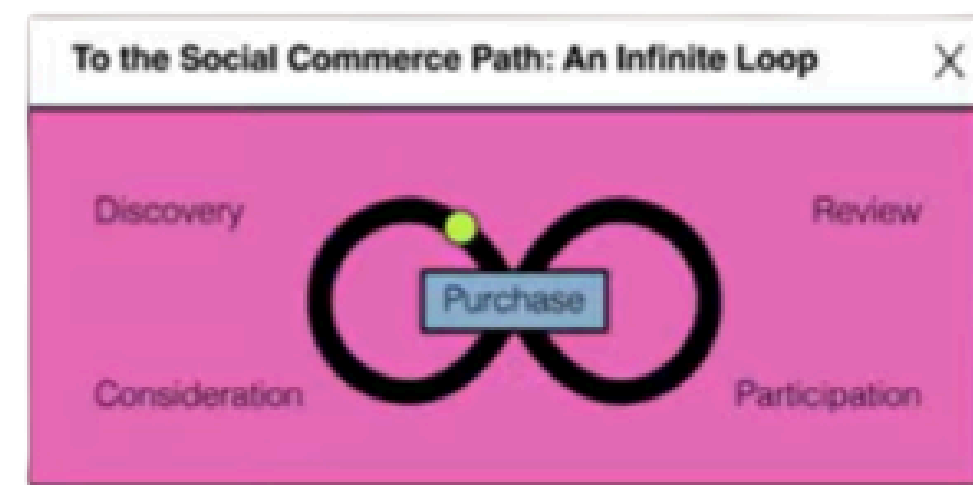 To the Social Commerce Path: An Infinite Loop X
Discovery
Review
Purchase
Consideration
Participation